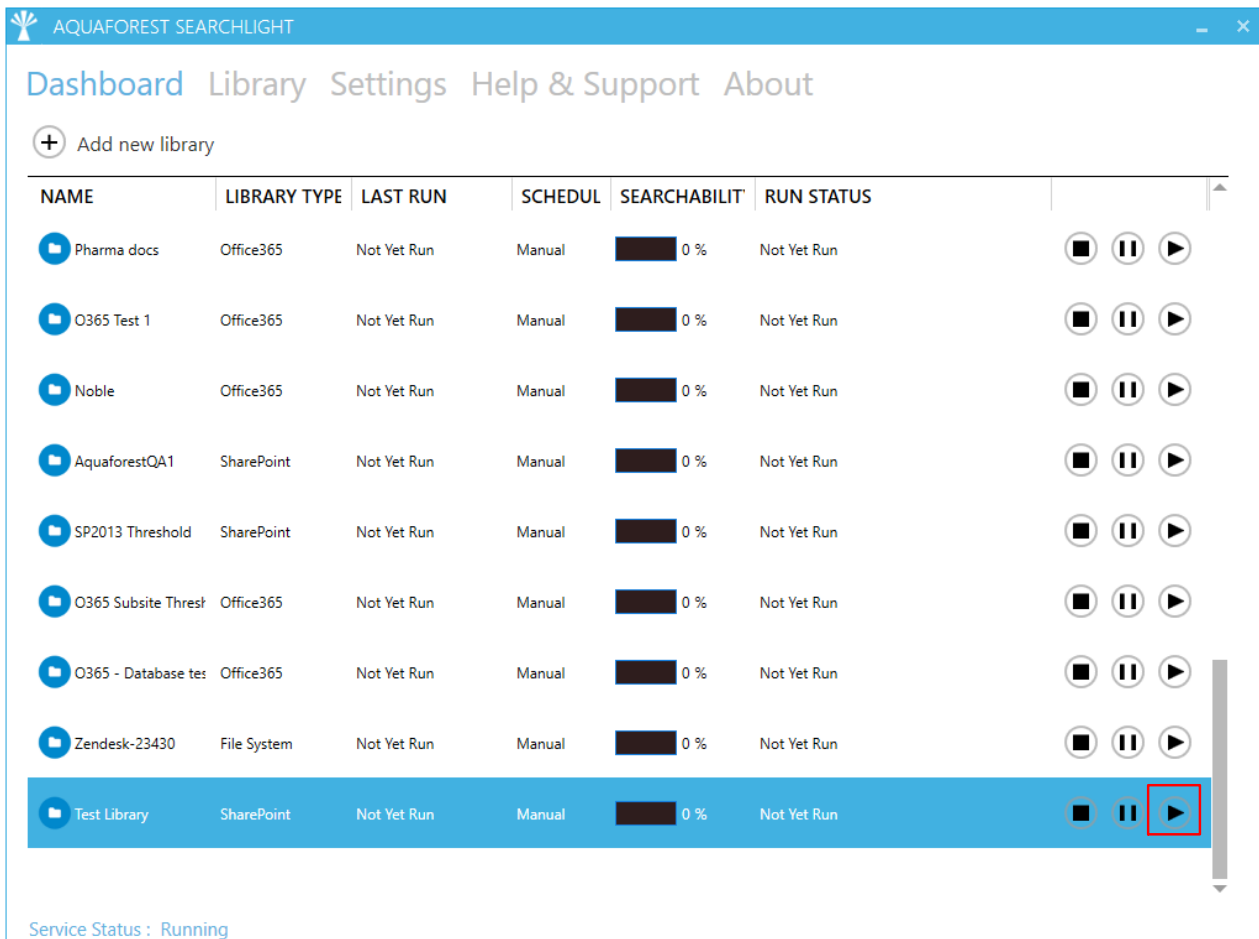 AQUAFOREST SEARCHLIGHT
Dashboard Library Settings Help & Support About
Add new library
NAME LIBRARY TYPE LAST RUN SCHEDUL SEARCHABILIT RUN STATUS
Pharma docs Office365 Not Yet Run Manual 0 % Not Yet Run
O365 Test 1 Office365 Not Yet Run Manual 0 % Not Yet Run
Noble Office365 Not Yet Run Manual 0 % Not Yet Run
AquaforestQA1 SharePoint Not Yet Run Manual 0 % Not Yet Run
SP2013 Threshold SharePoint Not Yet Run Manual 0 % Not Yet Run
O365 Subsite Thresh Office365 Not Yet Run Manual 0 % Not Yet Run
O365 - Database tes Office365 Not Yet Run Manual 0 % Not Yet Run
Zendesk-23430 File System Not Yet Run Manual 0 % Not Yet Run
Test Library SharePoint Not Yet Run Manual 0 % Not Yet Run
Service Status : Running